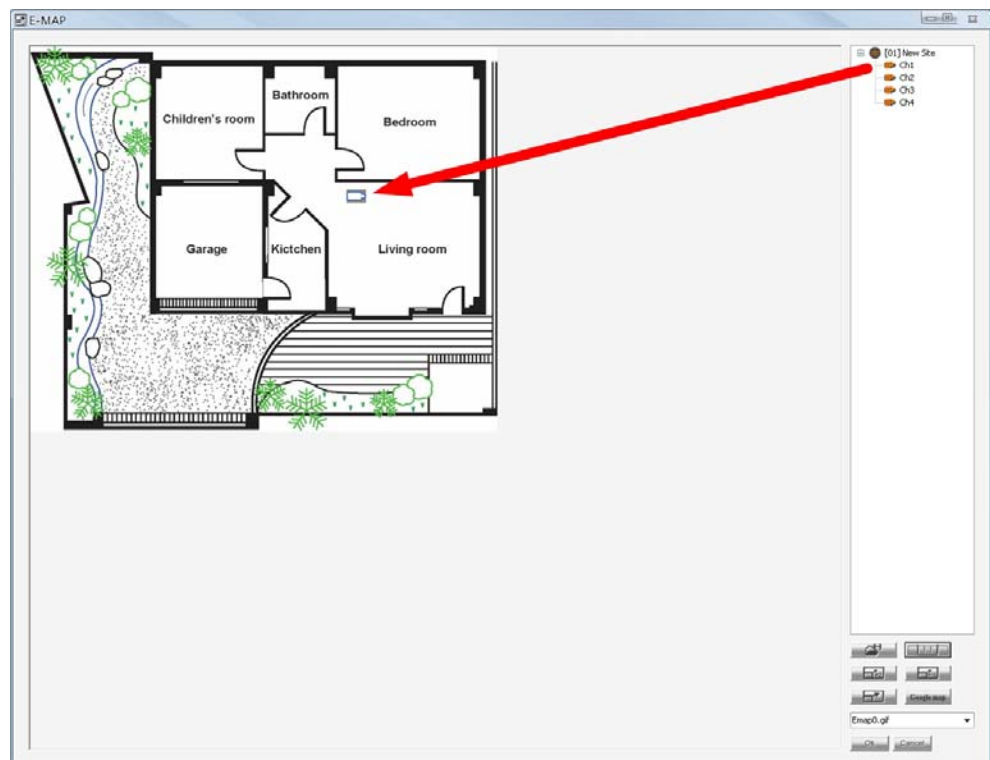 E-MAP
[01] New Site
Ch1
Ch2
Ch3
Ch4
Bathroom
Children's room
Bedroom
Garage
Kictchen
Living room
Google map
Emap0.gif
Ok
Cancel